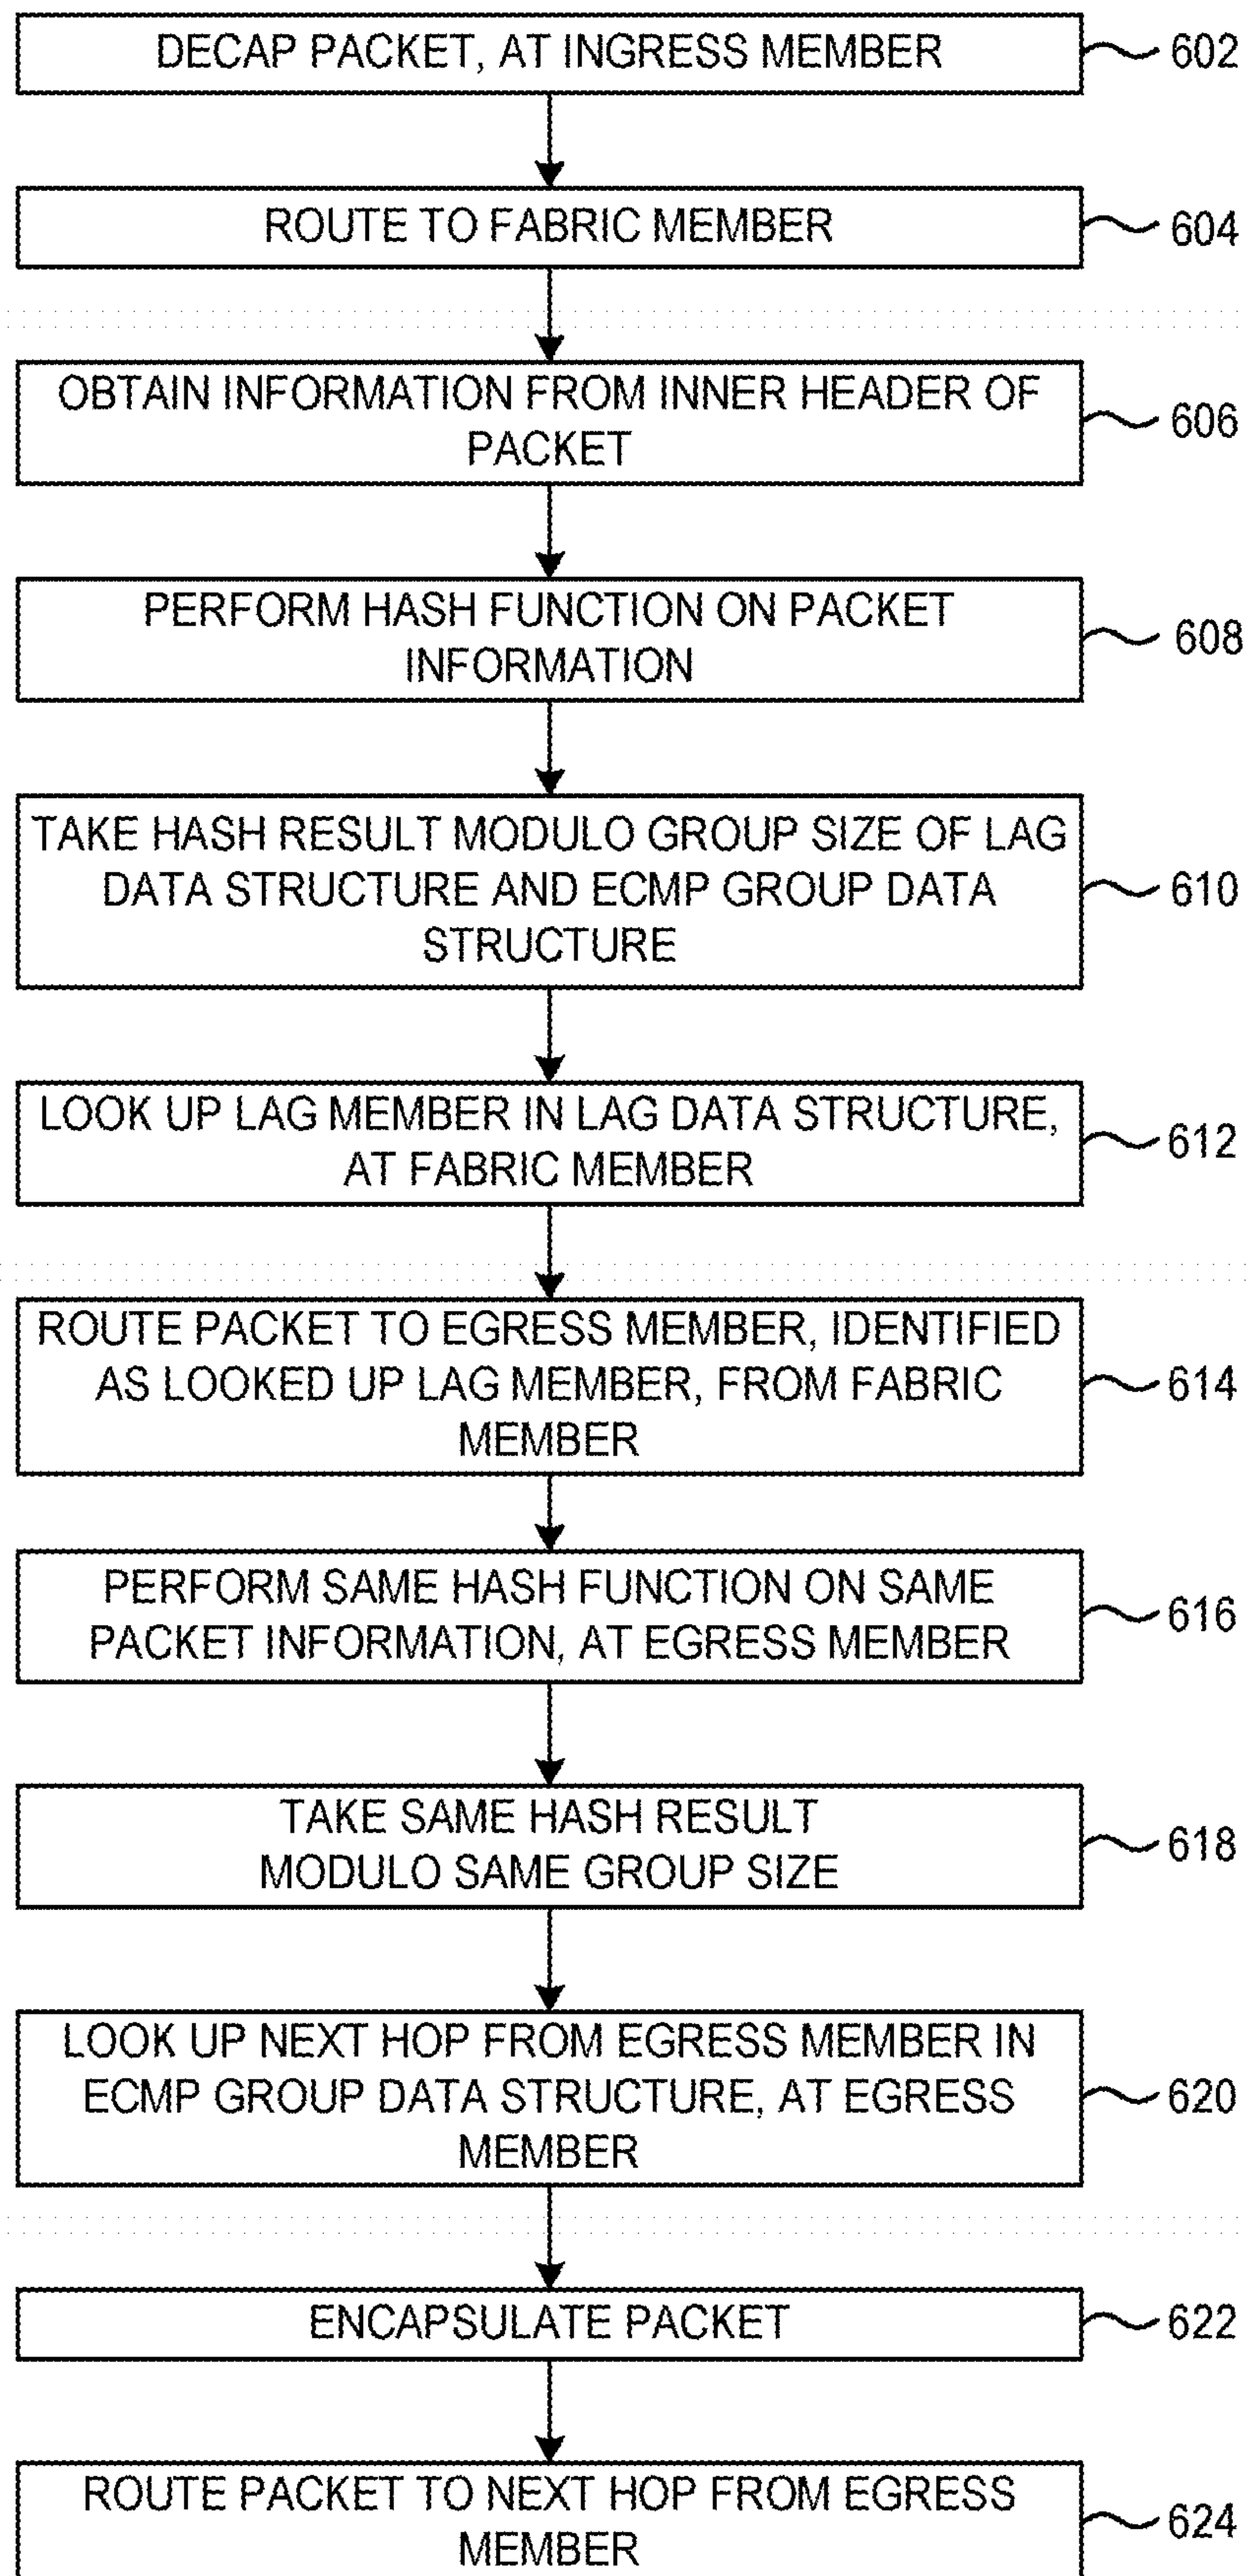 DECAP PACKET, AT INGRESS MEMBER
602
ROUTE TO FABRIC MEMBER
604
OBTAIN INFORMATION FROM INNER HEADER OF
PACKET
606
PERFORM HASH FUNCTION ON PACKET
INFORMATION
608
TAKE HASH RESULT MODULO GROUP SIZE OF LAG
DATA STRUCTURE AND ECMP GROUP DATA
STRUCTURE
610
LOOK UP LAG MEMBER IN LAG DATA STRUCTURE,
AT FABRIC MEMBER
612
ROUTE PACKET TO EGRESS MEMBER, IDENTIFIED
AS LOOKED UP LAG MEMBER, FROM FABRIC
MEMBER
614
PERFORM SAME HASH FUNCTION ON SAME
PACKET INFORMATION, AT EGRESS MEMBER
616
TAKE SAME HASH RESULT
MODULO SAME GROUP SIZE
618
LOOK UP NEXT HOP FROM EGRESS MEMBER IN
ECMP GROUP DATA STRUCTURE, AT EGRESS
MEMBER
620
ENCAPSULATE PACKET
622
ROUTE PACKET TO NEXT HOP FROM EGRESS
MEMBER
624